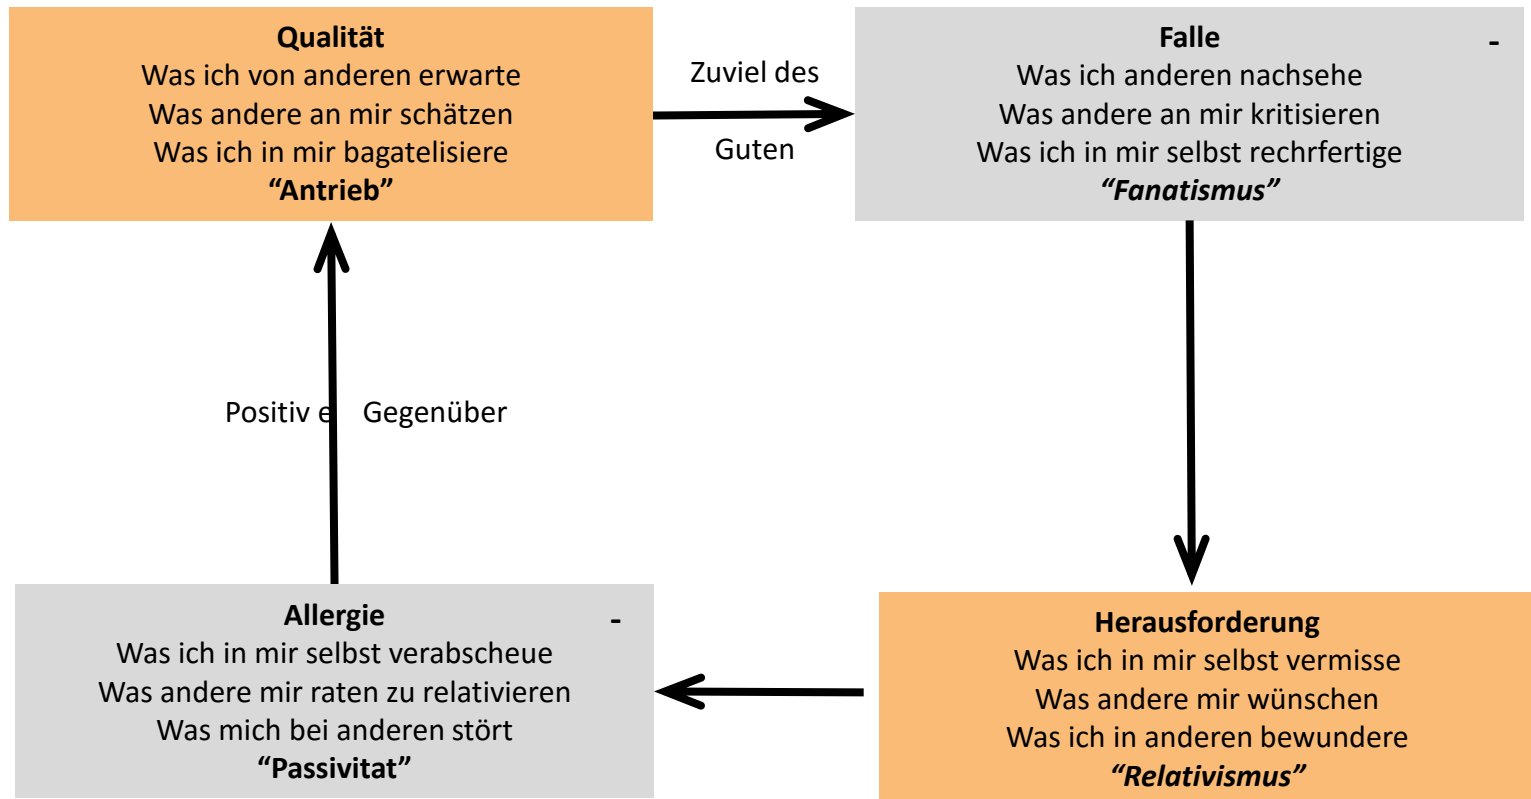 Qualität
Was ich von anderen erwarte
Was andere an mir schätzen
Was ich in mir bagatelisiere
“Antrieb”
Zuviel des
Guten
Falle -
Was ich anderen nachsehe
Was andere an mir kritisieren
Was ich in mir selbst rechrfertige
“Fanatismus”
Positiv e Gegenüber
Allergie -
Was ich in mir selbst verabscheue
Was andere mir raten zu relativieren
Was mich bei anderen stört
“Passivitat”
Herausforderung
Was ich in mir selbst vermisse
Was andere mir wünschen
Was ich in anderen bewundere
“Relativismus”